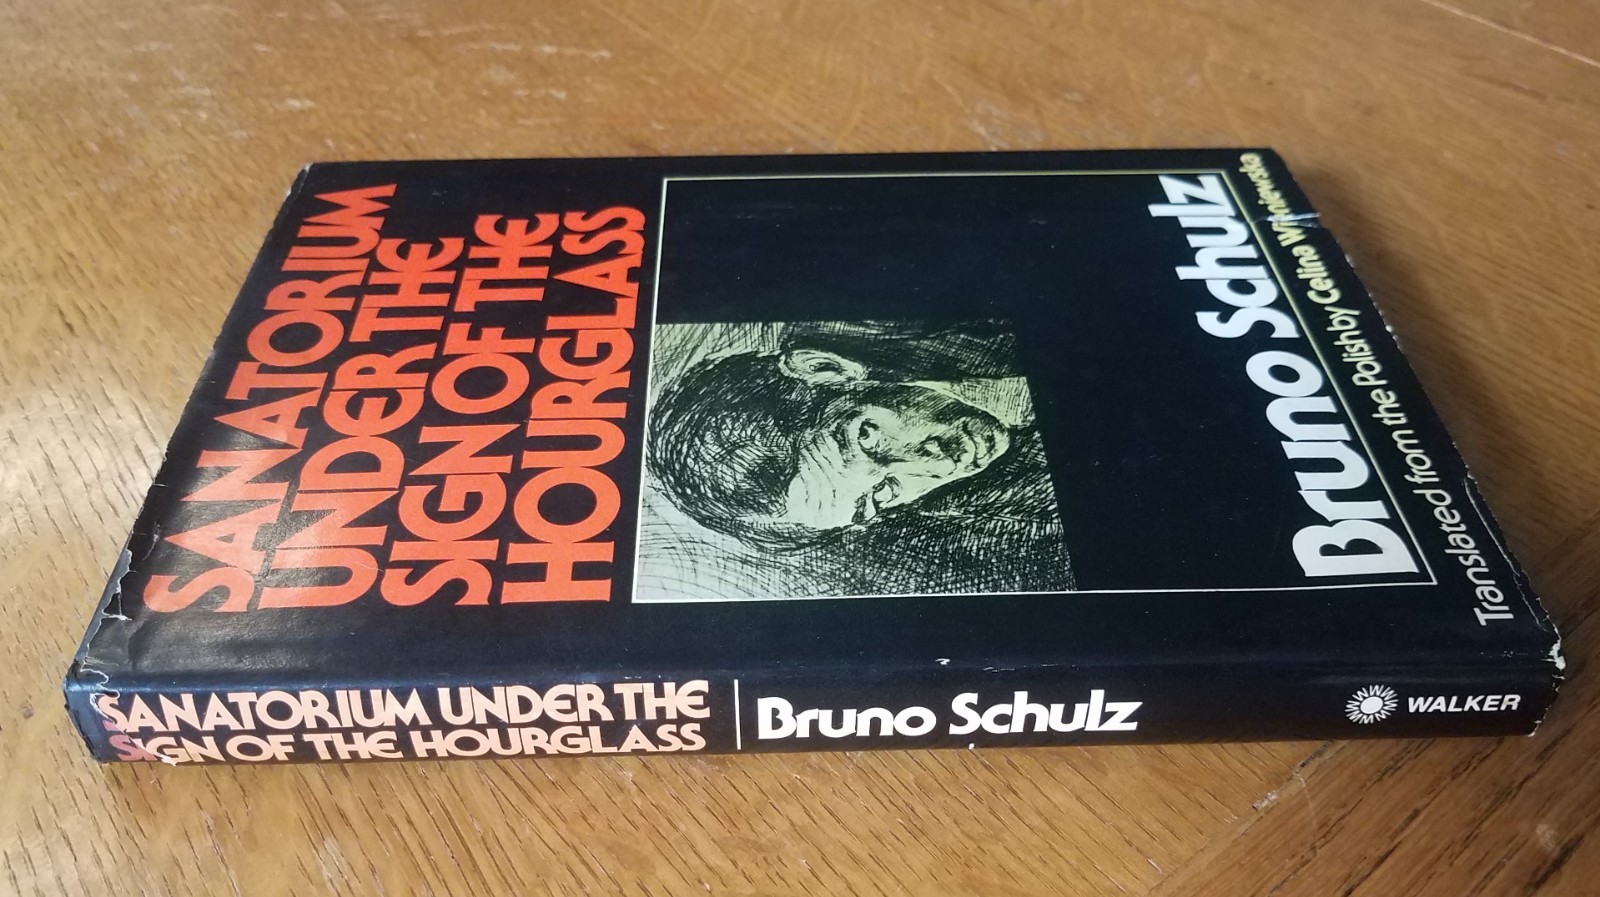 SANATORIUM
UNDER THE
SIGN OF THE
HOURGLASS
Bruno Schulz
Translated from the Polish by Celina Wieniewska
SANATORIUM UNDER THE
SIGN OF THE HOURGLASS
Bruno Schulz
WALKER